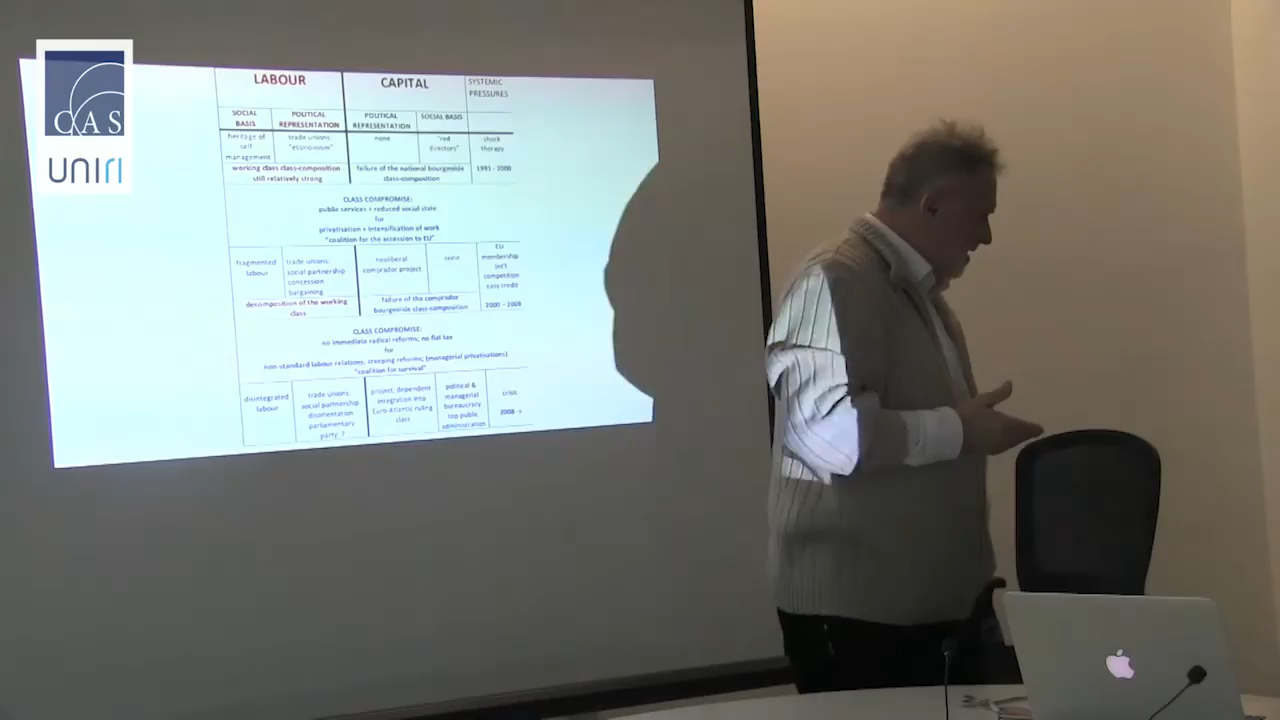 CAS
UNIRI
LABOUR
CAPITAL
SYSTEMIC
PRESSURES
SOCIAL
BASIS
POLITICAL
REPRESENTATION
POLITICAL
REPRESENTATION
SOCIAL BASIS
heritage of
self
management
trade unions:
"economism"
none
"red
directors"
shock
therapy
working class class-composition
still relatively strong
failure of the national bourgeoisie
class-composition
1991 - 2000
CLASS COMPROMISE:
public services + reduced social state
for
privatisation + intensification of work
"coalition for the accession to EU"
fragmented
labour
trade unions:
social partnership
concession
bargaining
neoliberal
comprador project
none
EU
membership
int'l
competition
easy credit
decomposition of the working
class
failure of the comprador
bourgeoisie class-composition
2000 - 2008
CLASS COMPROMISE:
no immediate radical reforms; no flat tax
for
non-standard labour relations; creeping reforms; (managerial privatisations)
"coalition for survival"
disintegrated
labour
trade unions:
social partnership
disorientation
parliamentary
party ?
project: dependent
integration into
Euro-Atlantic ruling
class
political &
managerial
bureaucracy
top public
administration
crisis
2008 →